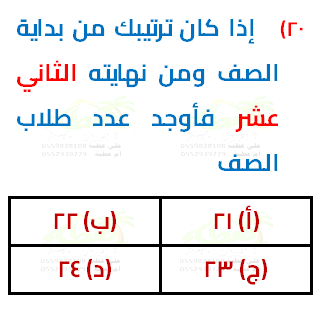 ٢٠) إذا كان ترتيبك من بداية
الصف ومن نهايته الثاني
عشر فأوجد عدد طلاب
الصف
(أ) ٢١ (ب) ٢٢
(ج) ٢٣ (د) ٢٤